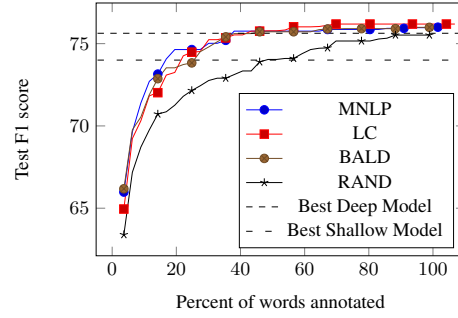 Test F1 score
75
70
65
MNLP
LC
BALD
RAND
Best Deep Model
Best Shallow Model
0 20 40 60 80 100
Percent of words annotated